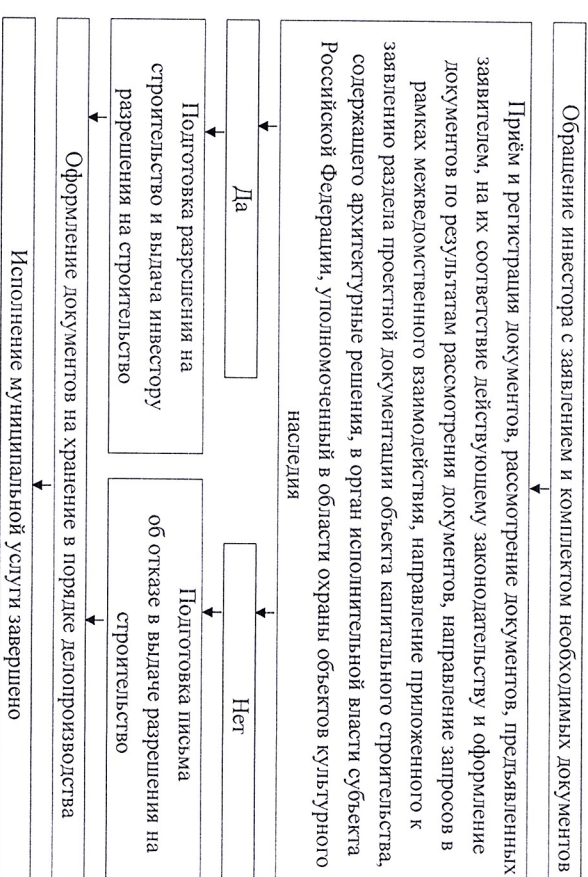 Обращение инвестора с заявлением и комплектом необходимых документов
Приём и регистрация документов, рассмотрение документов, предъявленных
заявителем, на их соответствие действующему законодательству и оформление
документов по результатам рассмотрения документов, направление запросов в
рамках межведомственного взаимодействия, направление приложенного к
заявлению раздела проектной документации объекта капитального строительства,
содержащего архитектурные решения, в орган исполнительной власти субъекта
Российской Федерации, уполномоченный в области охраны объектов культурного
наследия
Да
Нет
Подготовка разрешения на
строительство и выдача инвестору
разрешения на строительство
Подготовка письма
об отказе в выдаче разрешения на
строительство
Оформление документов на хранение в порядке делопроизводства
Исполнение муниципальной услуги завершено